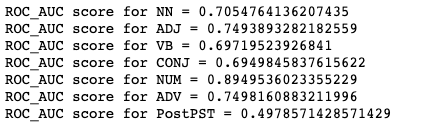 ROC_AUC score for NN = 0.7054764136207435
ROC_AUC score for ADJ = 0.7493893282182559
ROC_AUC score for VB = 0.69719523926841
ROC_AUC score for CONJ = 0.6949845837615622
ROC_AUC score for NUM = 0.8949536023355229
ROC_AUC score for ADV = 0.7498160883211996
ROC_AUC score for PostPST = 0.4978571428571429